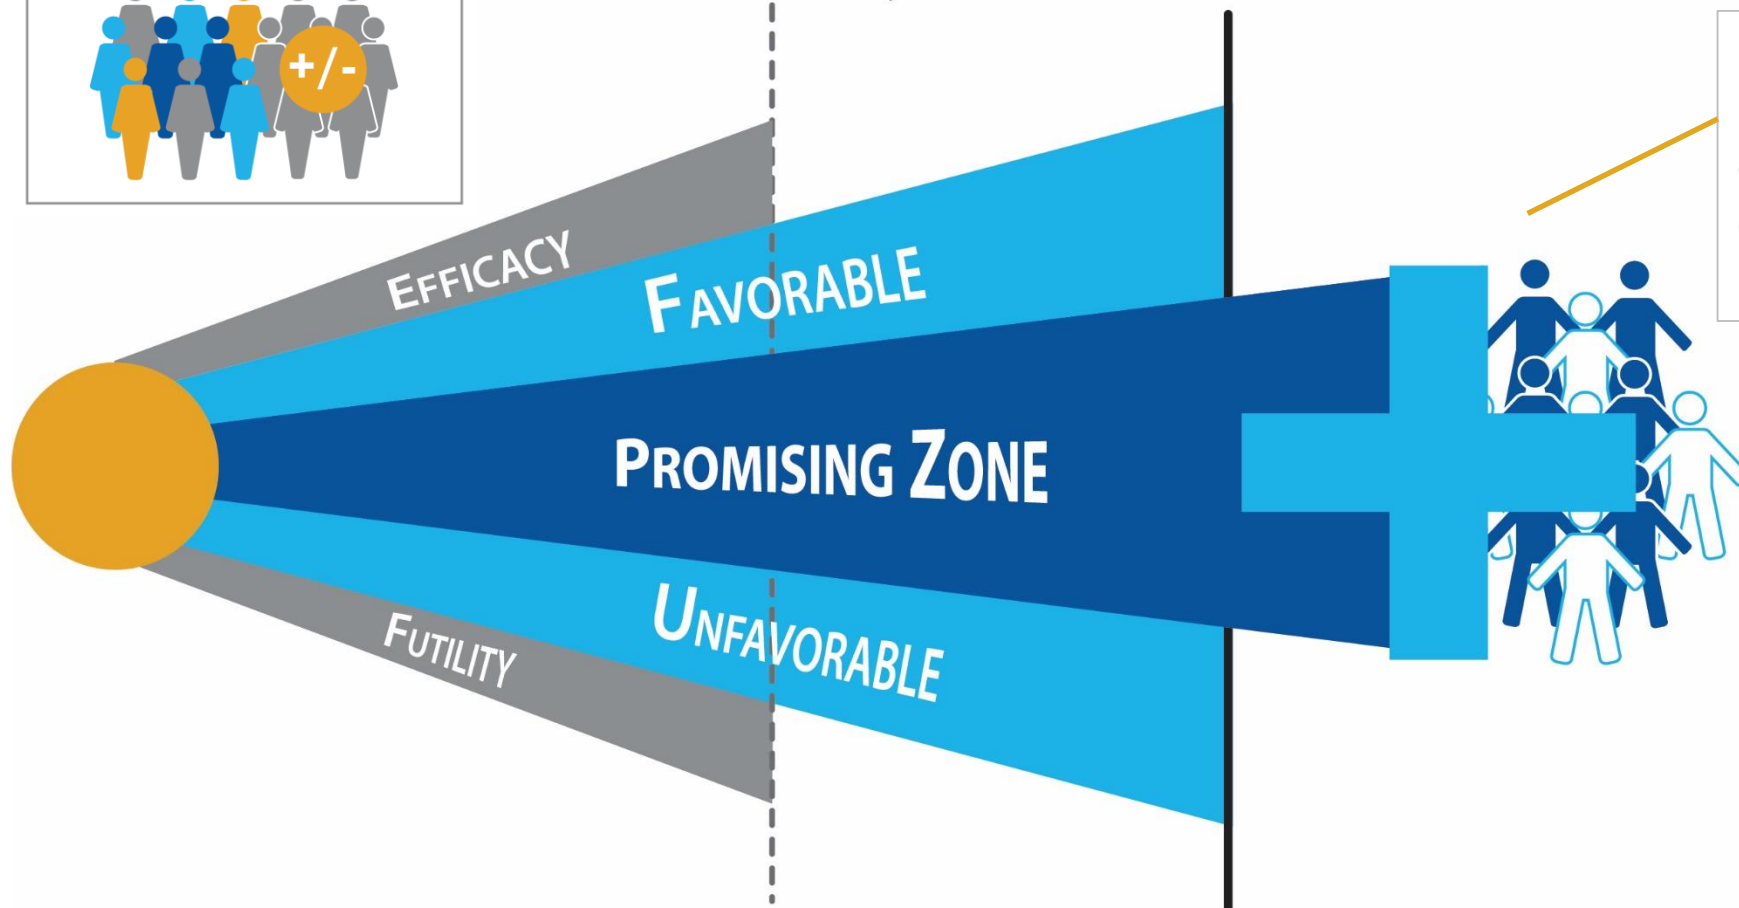 +/-
EFFICACY
FAVORABLE
PROMISING ZONE
UNFAVORABLE
FUTILITY